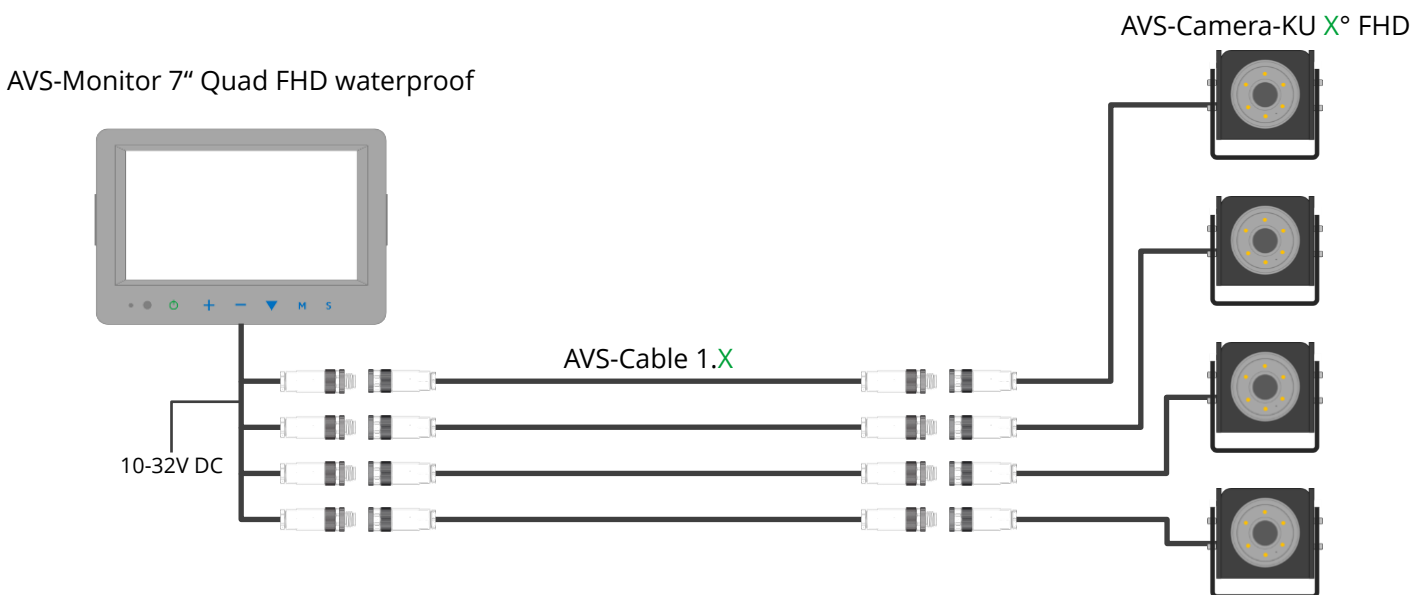 AVS-Camera-KU X° FHD
AVS-Monitor 7“ Quad FHD waterproof
M S
AVS-Cable 1.X
10-32V DC